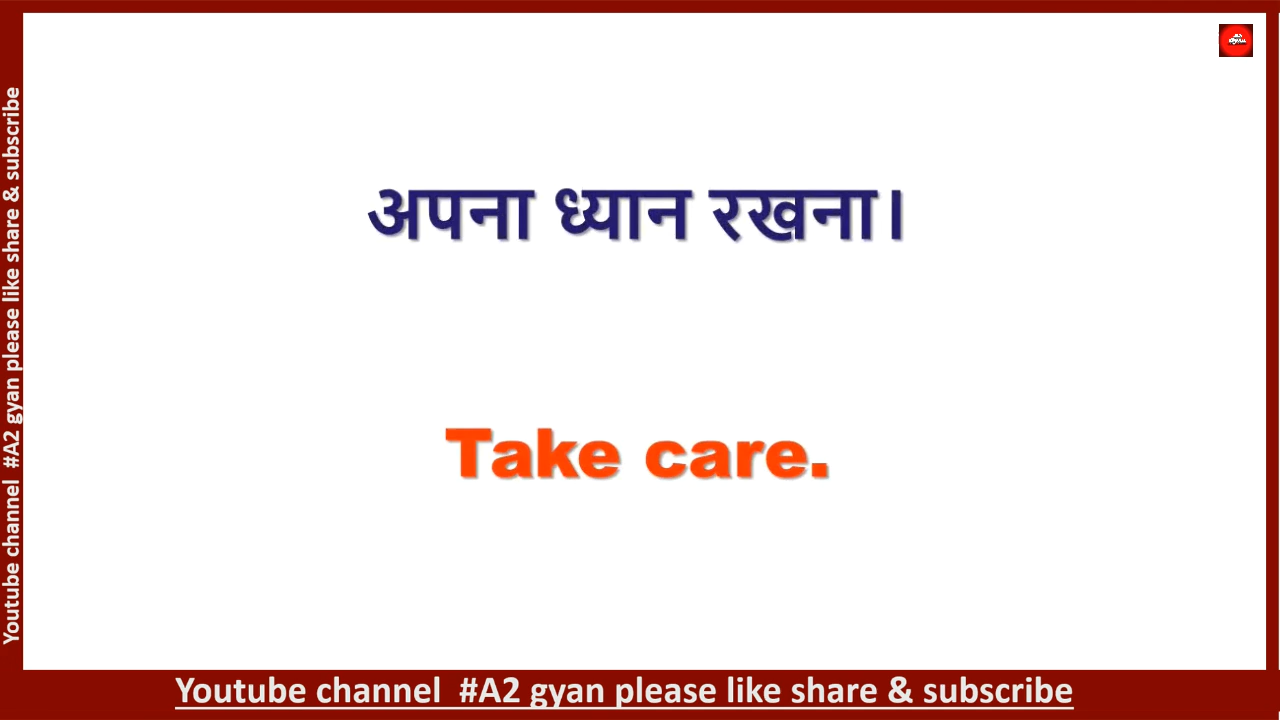 अपना ध्यान रखना।
Take care.
Youtube channel #A2 gyan please like share & subscribe
Youtube channel #A2 gyan please like share & subscribe